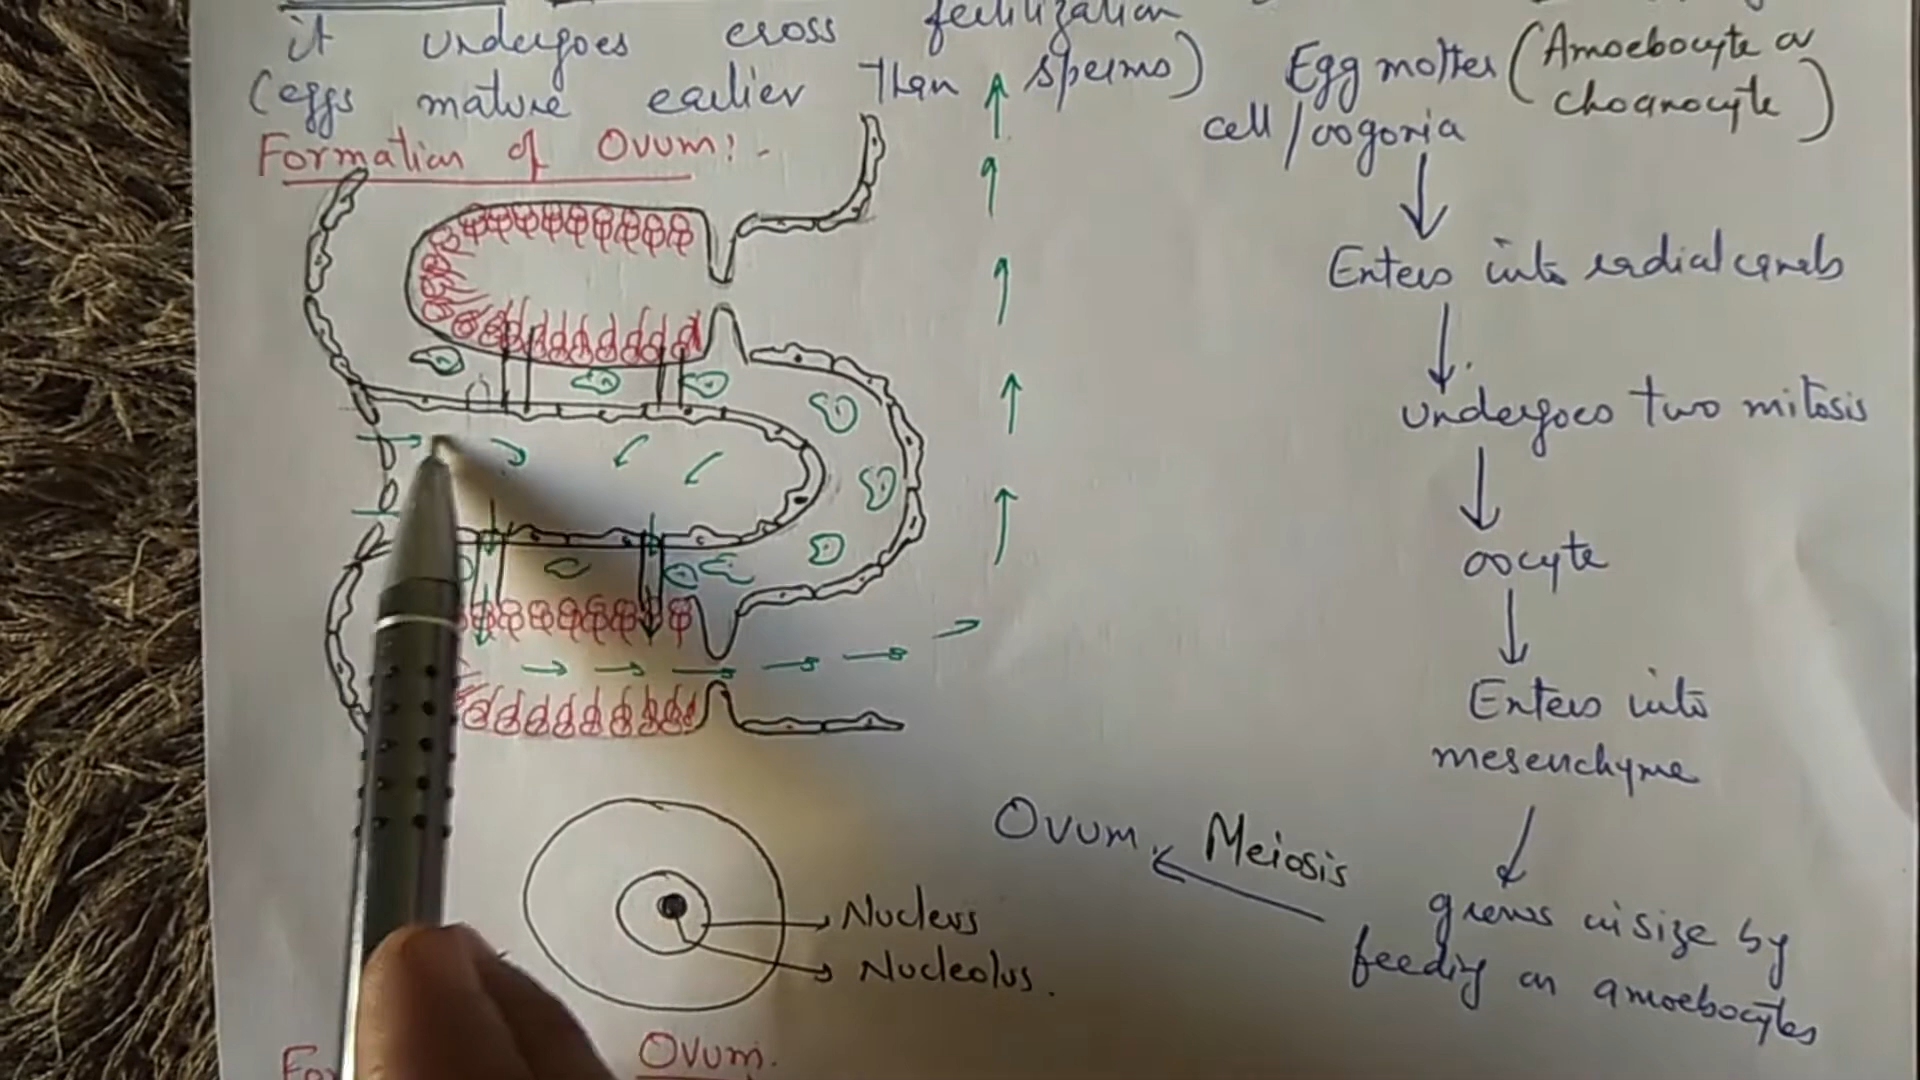 it undergoes cross fertilization
(eggs mature earlier than sperms)
Formation of Ovum:-
Egg mother (Amoebocyte or
cell/oogonia choanocyte)
Enters into radial canals
undergoes two mitosis
oocyte
Enters into
mesenchyme
grows in size by
feeding on amoebocytes
Meiosis
Ovum.
Nucleus
Nucleolus.
Ovum.